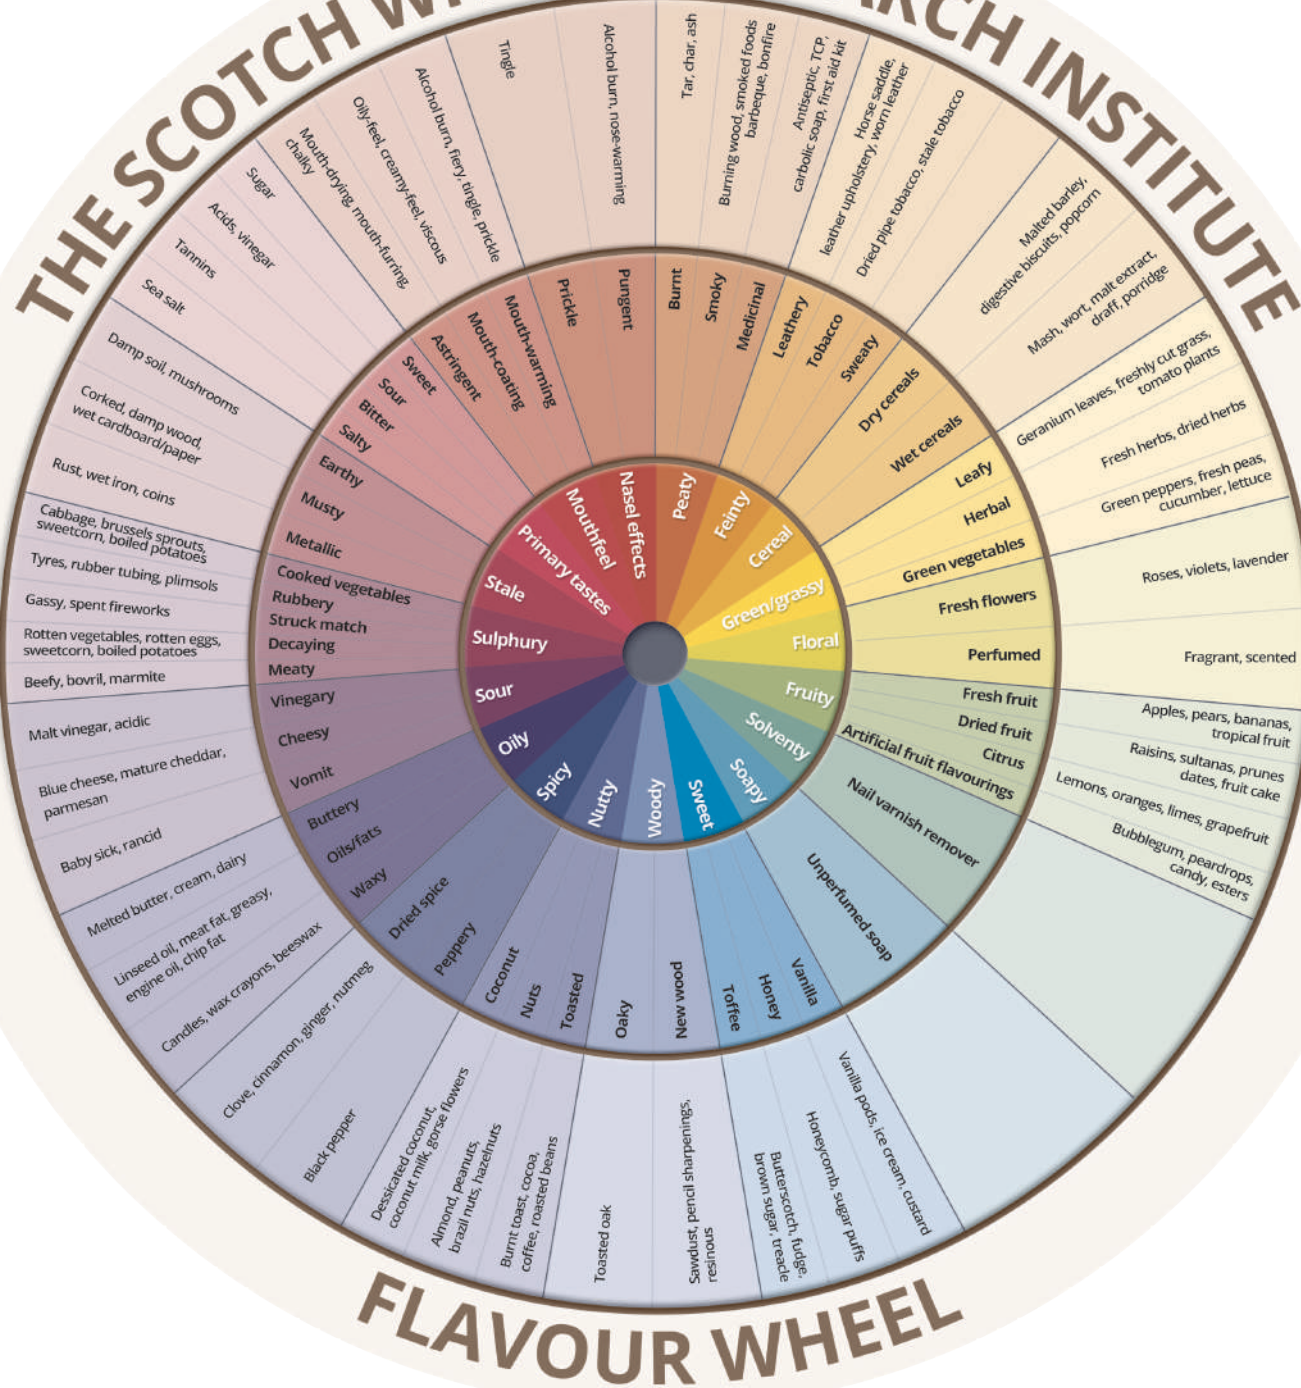 THE SCOTCH
ARCH INSTITUTE
FLAVOUR WHEEL
Peaty
Feinty
Cereal
Green/grassy
Floral
Fruity
Solventy
Soapy
Sweet
Woody
Nutty
Spicy
Oily
Sour
Sulphury
Stale
Primary tastes
Mouthfeel
Nasel effects
Burnt
Smoky
Medicinal
Leathery
Tobacco
Sweaty
Dry cereals
Wet cereals
Leafy
Herbal
Green vegetables
Fresh flowers
Perfumed
Fresh fruit
Dried fruit
Citrus
Artificial fruit flavourings
Nail varnish remover
Unperfumed soap
Vanilla
Honey
Toffee
New wood
Oaky
Toasted
Nuts
Coconut
Peppery
Dried spice
Waxy
Oils/fats
Buttery
Vomit
Cheesy
Vinegary
Meaty
Decaying
Struck match
Rubbery
Cooked vegetables
Metallic
Musty
Earthy
Salty
Bitter
Sour
Sweet
Astringent
Mouth-coating
Mouth-warming
Prickle
Pungent
Tar, char, ash
Burning wood, smoked foods
barbeque, bonfire
Antiseptic, TCP,
carbolic soap, first aid kit
Horse saddle,
leather upholstery, worn leather
Dried pipe tobacco, stale tobacco
Malted barley,
digestive biscuits, popcorn
Mash, wort, malt extract,
draff, porridge
Geranium leaves, freshly cut grass,
tomato plants
Fresh herbs, dried herbs
Green peppers, fresh peas,
cucumber, lettuce
Roses, violets, lavender
Fragrant, scented
Apples, pears, bananas,
tropical fruit
Raisins, sultanas, prunes
dates, fruit cake
Lemons, oranges, limes, grapefruit
Bubblegum, peardrops,
candy, esters
Vanilla pods, ice cream, custard
Honeycomb, sugar puffs
Butterscotch, fudge,
brown sugar, treacle
Sawdust, pencil sharpenings,
resinous
Toasted oak
Burnt toast, cocoa,
coffee, roasted beans
Almond, peanuts,
brazil nuts, hazelnuts
Dessicated coconut,
coconut milk, gorse flowers
Black pepper
Clove, cinnamon, ginger, nutmeg
Candles, wax crayons, beeswax
Linseed oil, meat fat, greasy,
engine oil, chip fat
Melted butter, cream, dairy
Baby sick, rancid
Blue cheese, mature cheddar,
parmesan
Malt vinegar, acidic
Beefy, bovril, marmite
Rotten vegetables, rotten eggs,
sweetcorn, boiled potatoes
Gassy, spent fireworks
Tyres, rubber tubing, plimsols
Cabbage, brussels sprouts,
sweetcorn, boiled potatoes
Rust, wet iron, coins
Corked, damp wood,
wet cardboard/paper
Damp soil, mushrooms
Sea salt
Tannins
Acids, vinegar
Sugar
Mouth-drying, mouth-furring
chalky
Oily-feel, creamy-feel, viscous
Alcohol burn, fiery, tingle, prickle
Tingle
Alcohol burn, nose-warming